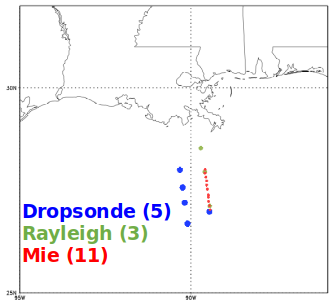 30N
Dropsonde (5)
Rayleigh (3)
Mie (11)
25N
95W
90W